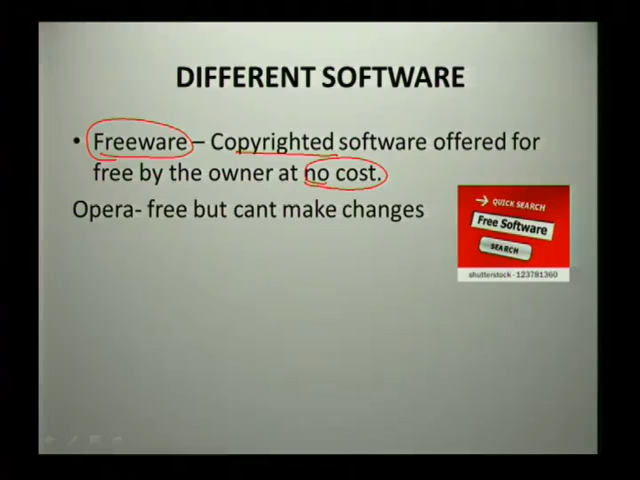 DIFFERENT SOFTWARE
• Freeware – Copyrighted software offered for
free by the owner at no cost.
Opera- free but cant make changes
QUICK SEARCH
Free Software
SEARCH
shutterstock · 123781360